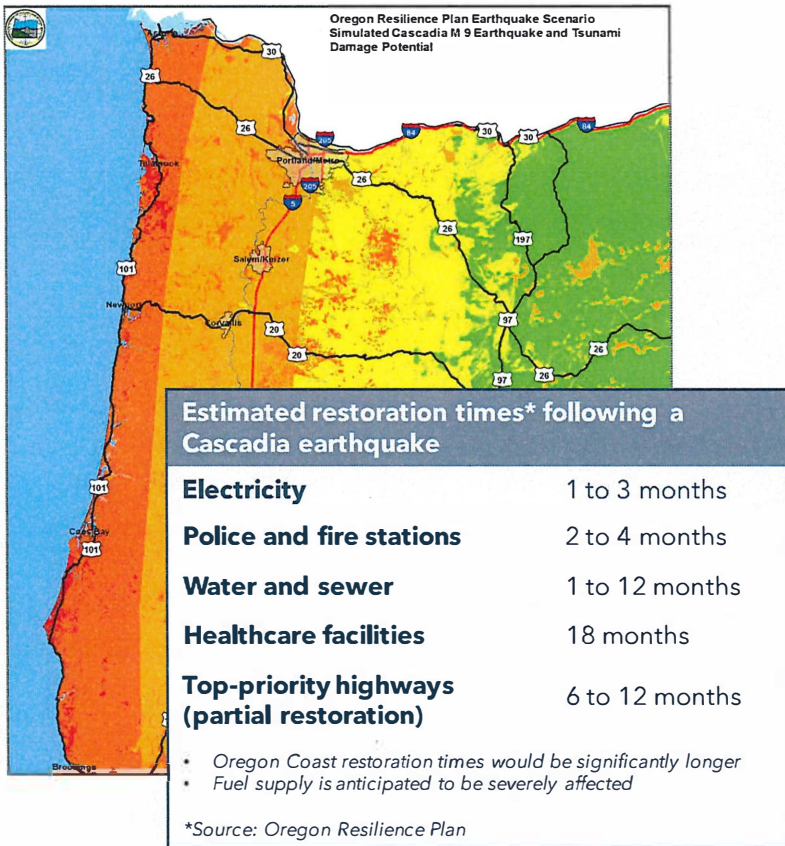 Oregon Resilience Plan Earthquake Scenario
Simulated Cascadia M 9 Earthquake and Tsunami
Damage Potential
30
26
26
205
84
30
30
84
Portland/Metro
Tillamook
26
205
5
26
197
Salem/Keizer
101
Newport
Corvallis
20
97
20
26
97
26
101
Coos Bay
101
Brookings
Estimated restoration times* following a
Cascadia earthquake
Electricity 1 to 3 months
Police and fire stations 2 to 4 months
Water and sewer 1 to 12 months
Healthcare facilities 18 months
Top-priority highways
(partial restoration) 6 to 12 months
• Oregon Coast restoration times would be significantly longer
• Fuel supply is anticipated to be severely affected
*Source: Oregon Resilience Plan